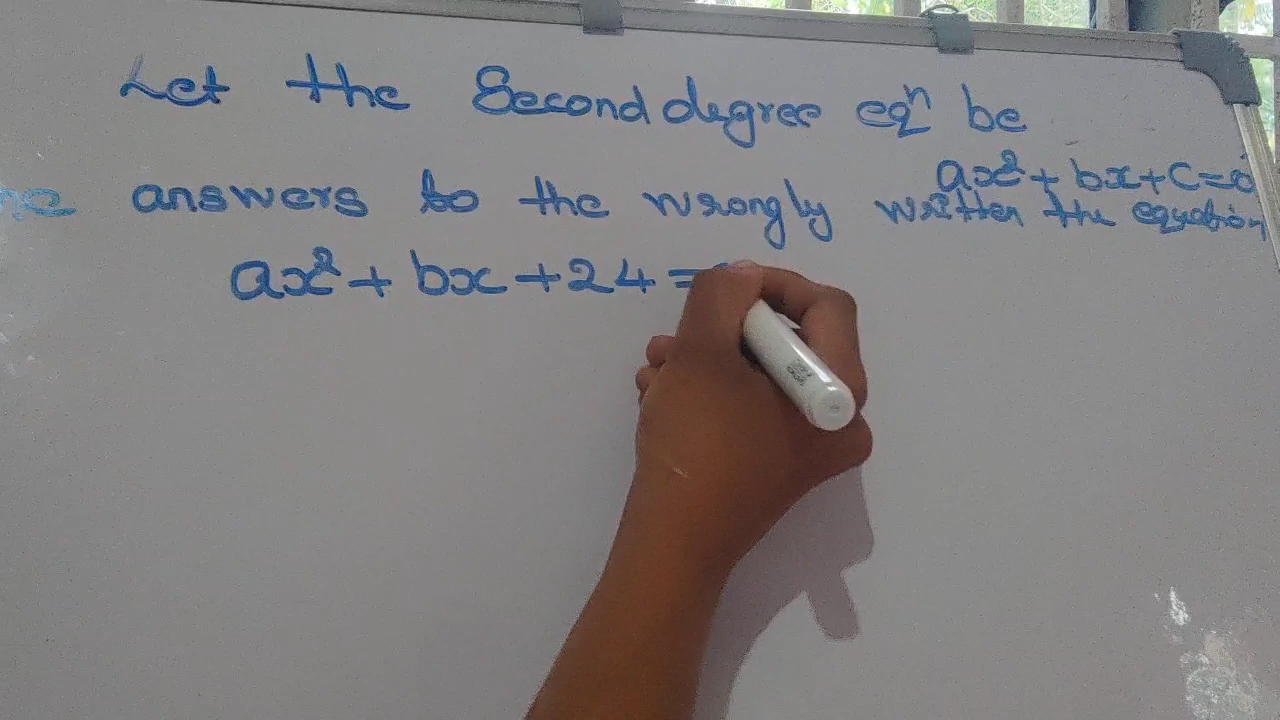 Let the Second degree eqⁿ be
ax² + bx + c = 0
answers to the wrongly written the equation
ax² + bx + 24 =